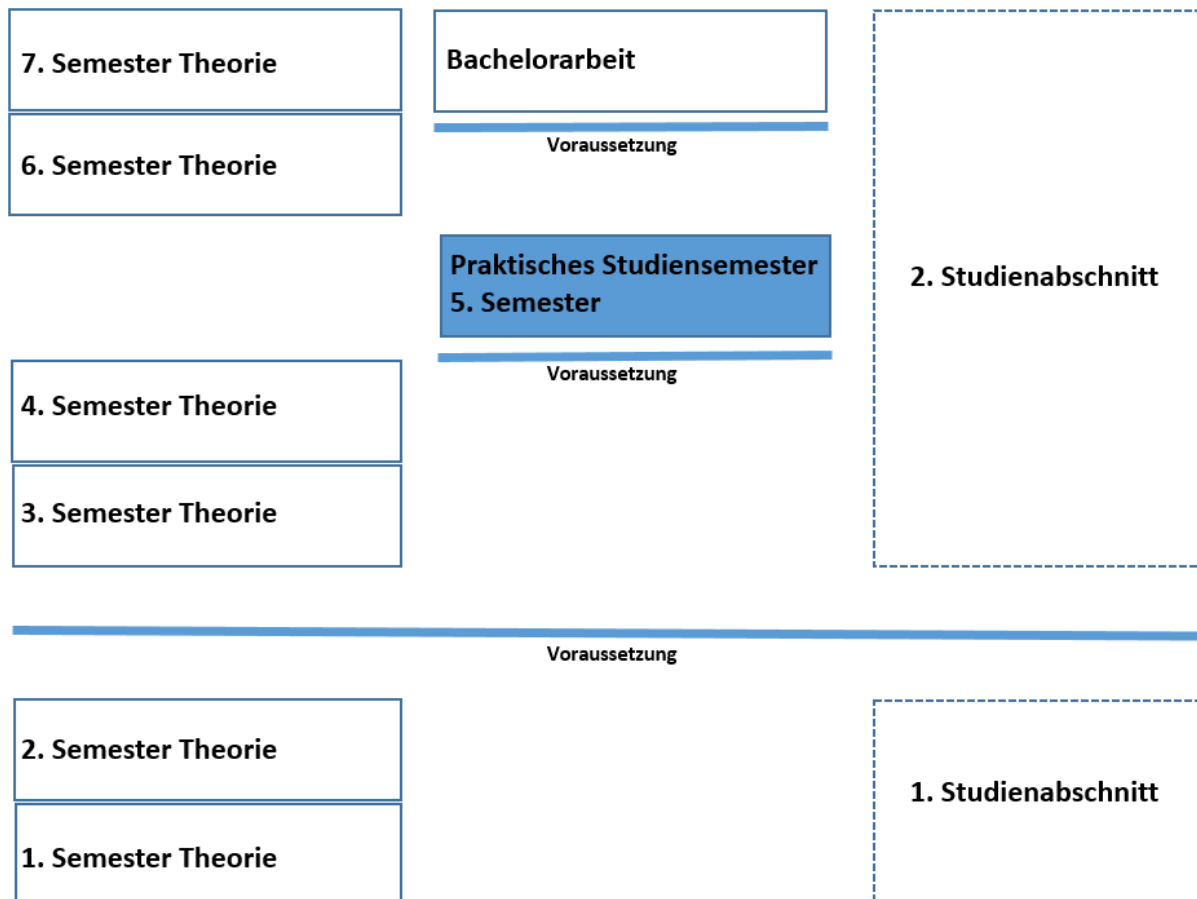 7. Semester Theorie
Bachelorarbeit
Voraussetzung
6. Semester Theorie
Praktisches Studiensemester
5. Semester
2. Studienabschnitt
Voraussetzung
4. Semester Theorie
3. Semester Theorie
Voraussetzung
2. Semester Theorie
1. Studienabschnitt
1. Semester Theorie